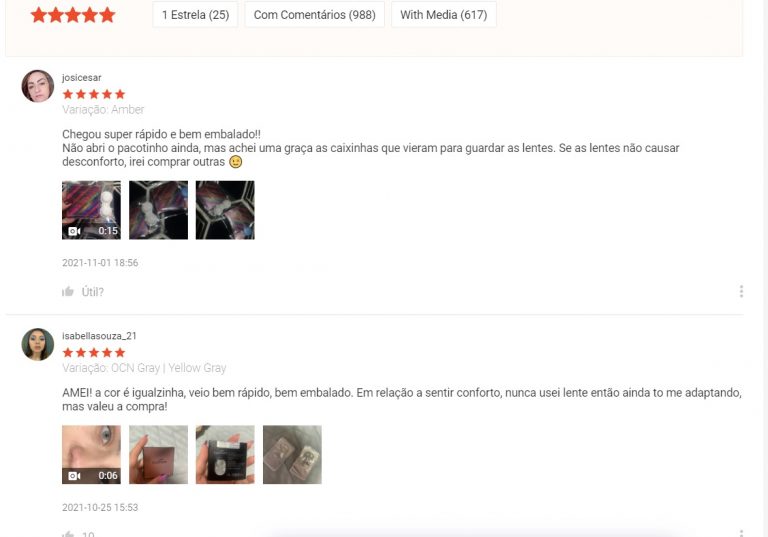 1 Estrela (25) Com Comentários (988) With Media (617)
josicesar
Variação: Amber
Chegou super rápido e bem embalado!!
Não abri o pacotinho ainda, mas achei uma graça as caixinhas que vieram para guardar as lentes. Se as lentes não causar
desconforto, irei comprar outras 😉
0:15
2021-11-01 18:56
Útil?
isabellasouza_21
Variação: OCN Gray | Yellow Gray
AMEI! a cor é igualzinha, veio bem rápido, bem embalado. Em relação a sentir conforto, nunca usei lente então ainda to me adaptando,
mas valeu a compra!
0:06
2021-10-25 15:53
10